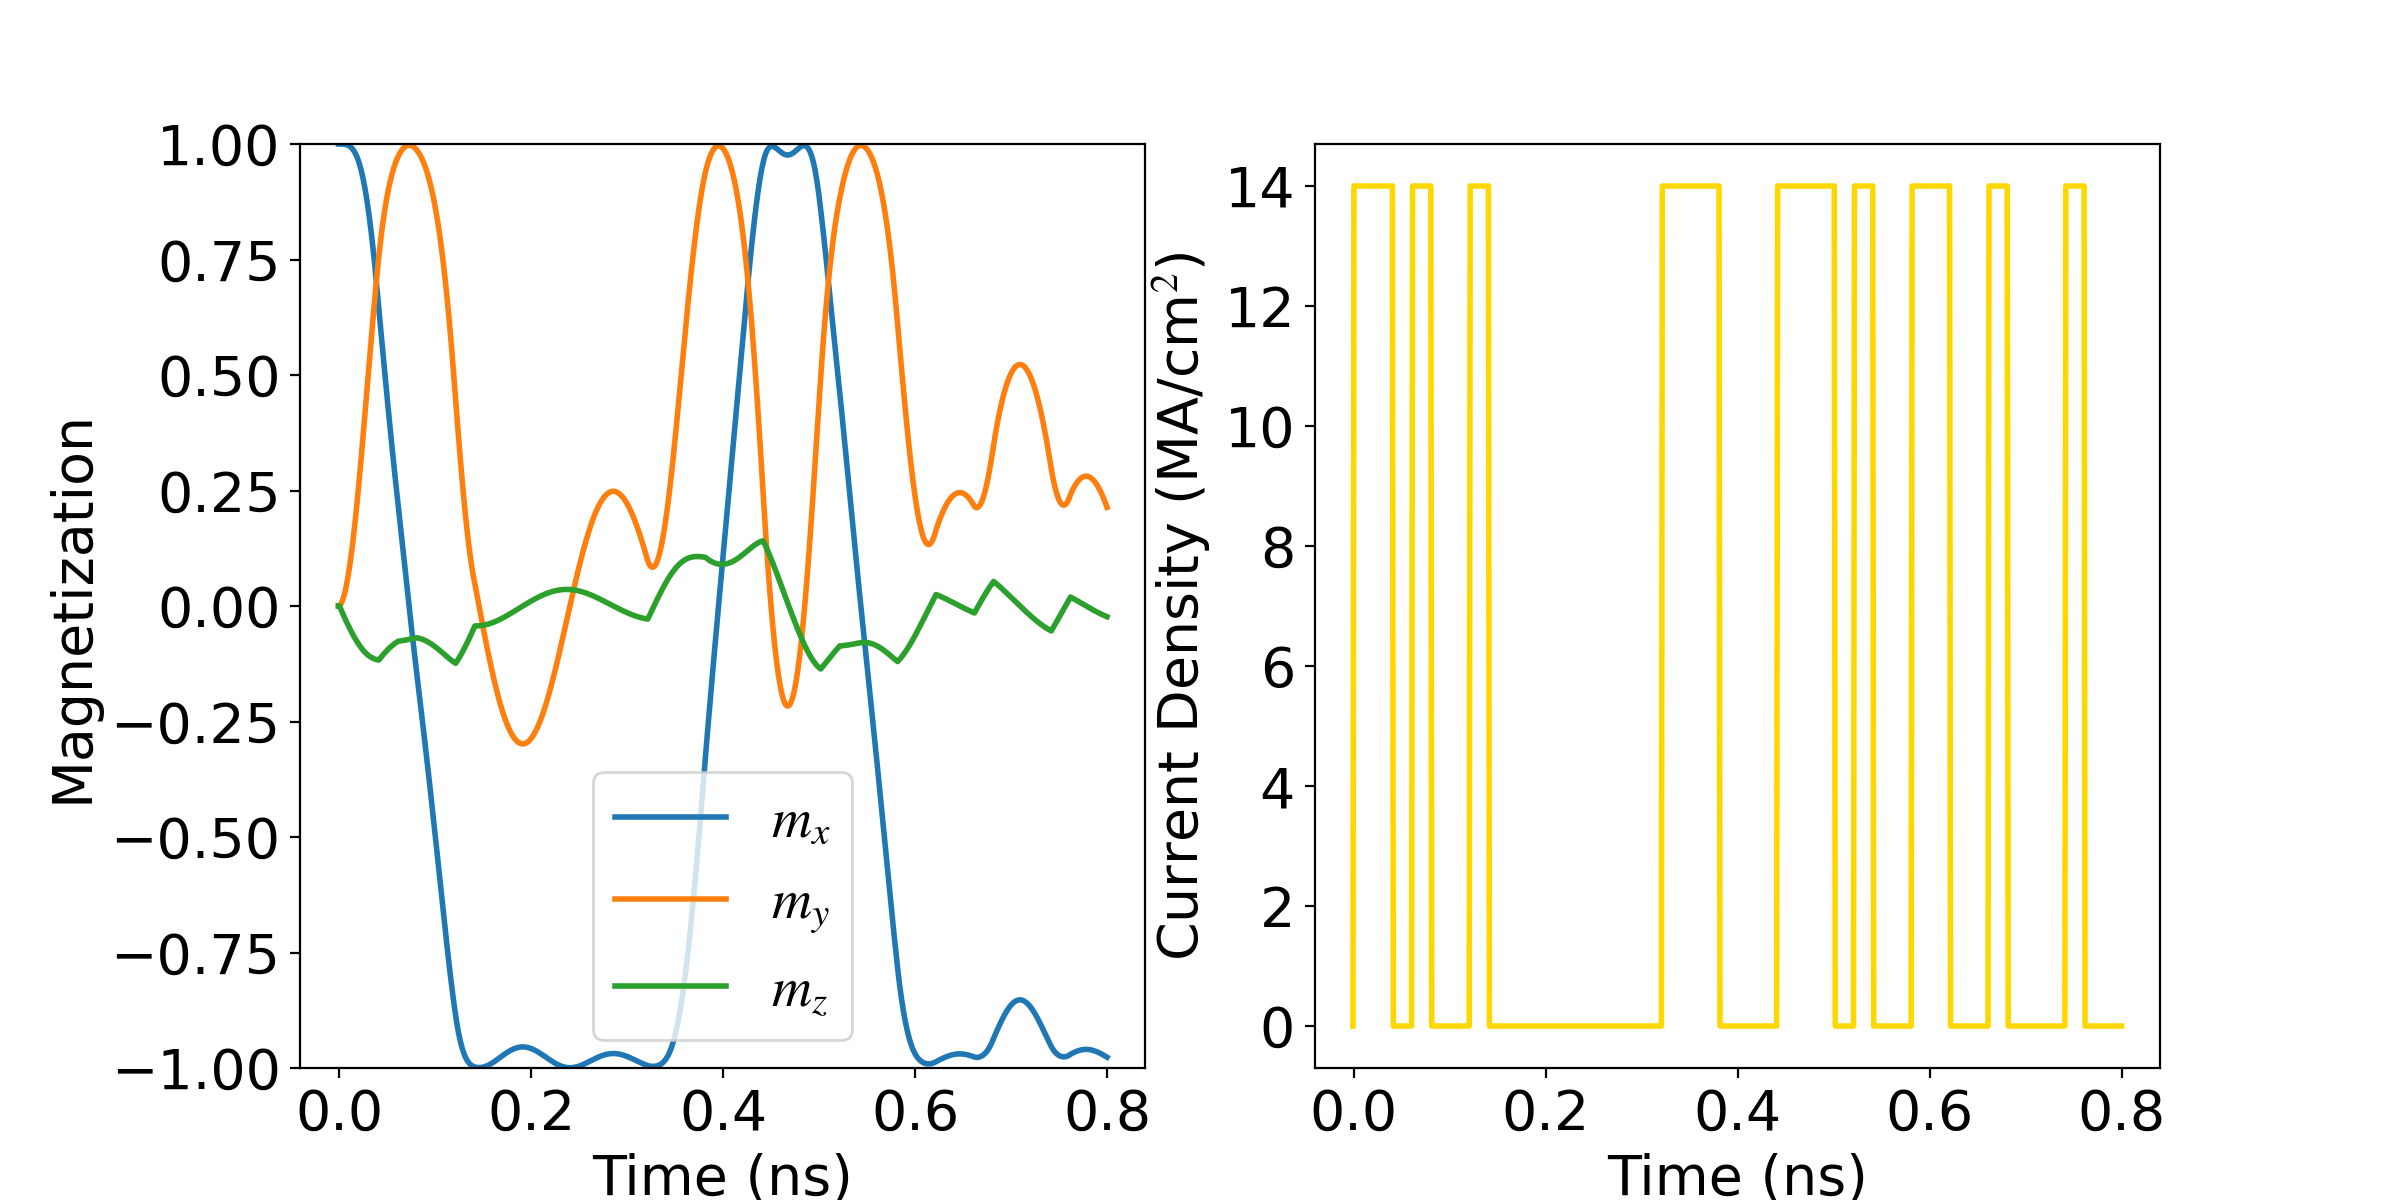 1.00
0.75
0.50
0.25
0.00
−0.25
−0.50
−0.75
−1.00
Magnetization
0.0 0.2 0.4 0.6 0.8
Time (ns)
m_x
m_y
m_z
14
12
10
8
6
4
2
0
Current Density (MA/cm²)
0.0 0.2 0.4 0.6 0.8
Time (ns)